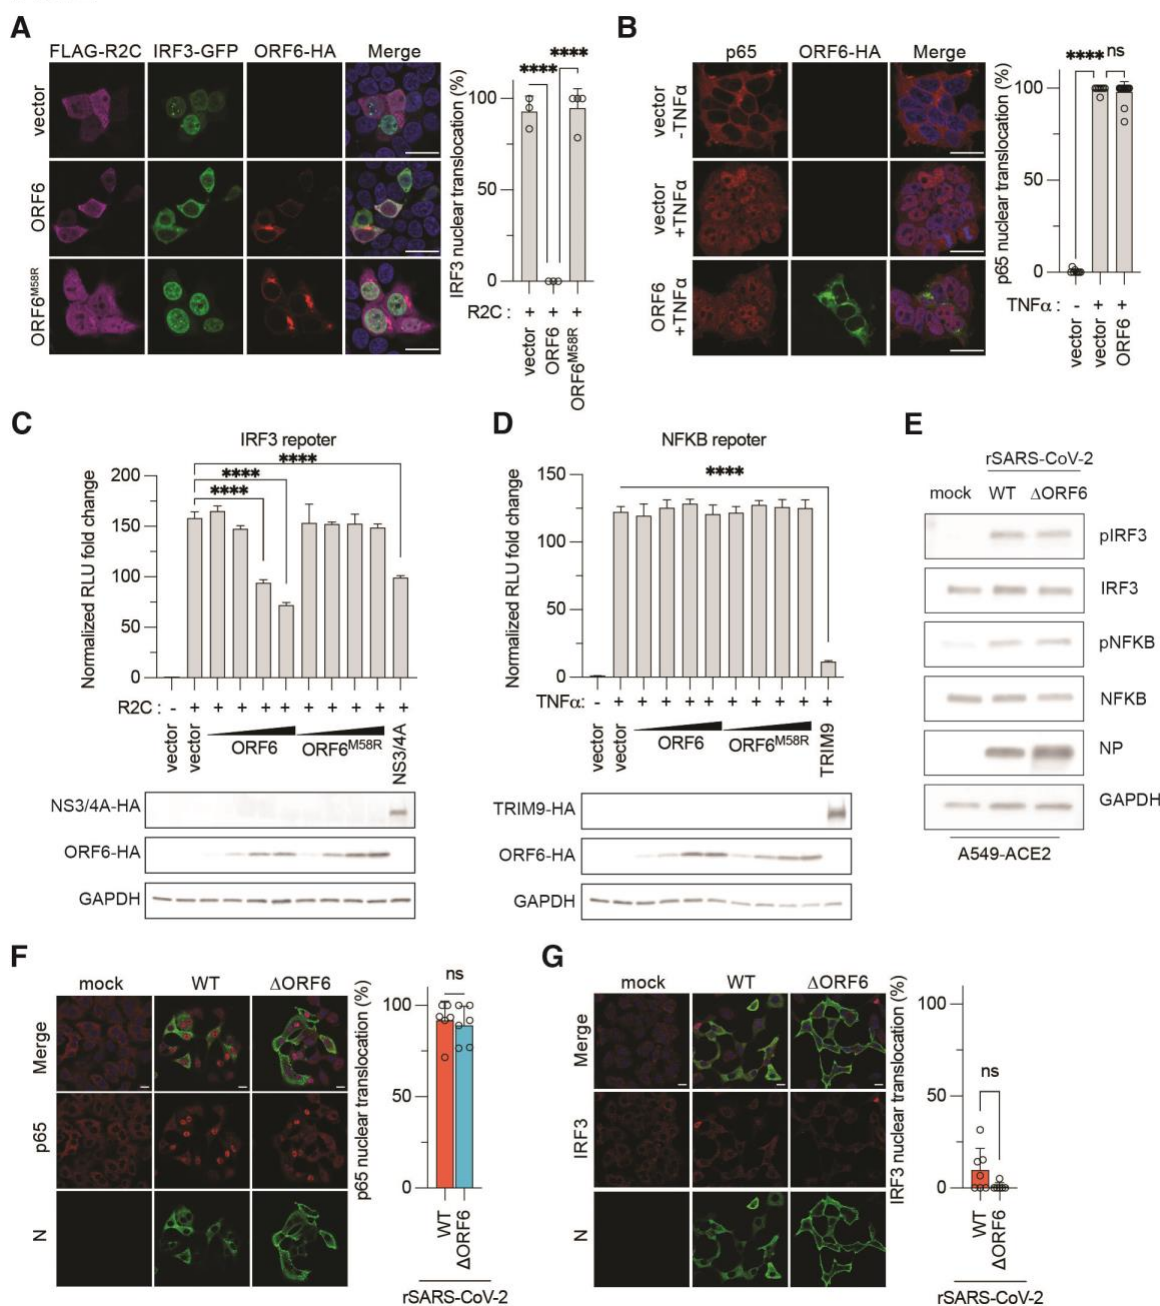 A
FLAG-R2C IRF3-GFP ORF6-HA Merge
vector
ORF6
ORF6M58R
IRF3 nuclear translocation (%)
100
50
0
****
****
R2C : + + +
vector
ORF6
ORF6M58R
B
p65 ORF6-HA Merge
vector
-TNFα
vector
+TNFα
ORF6
+TNFα
p65 nuclear translocation (%)
100
50
0
**** ns
TNFα : - + +
vector
vector
ORF6
C
IRF3 repoter
****
****
****
Normalized RLU fold change
200
150
100
50
0
R2C : - + + + + + + + + + +
vector
vector
ORF6
ORF6M58R
NS3/4A
NS3/4A-HA
ORF6-HA
GAPDH
D
NFKB repoter
****
Normalized RLU fold change
150
100
50
0
TNFα: - + + + + + + + + + +
vector
vector
ORF6
ORF6M58R
TRIM9
TRIM9-HA
ORF6-HA
GAPDH
E
rSARS-CoV-2
mock WT ΔORF6
pIRF3
IRF3
pNFKB
NFKB
NP
GAPDH
A549-ACE2
F
mock WT ΔORF6
Merge
p65
N
p65 nuclear translocation (%)
100
50
0
ns
WT
ΔORF6
rSARS-CoV-2
G
mock WT ΔORF6
Merge
IRF3
N
IRF3 nuclear translocation (%)
100
50
0
ns
WT
ΔORF6
rSARS-CoV-2